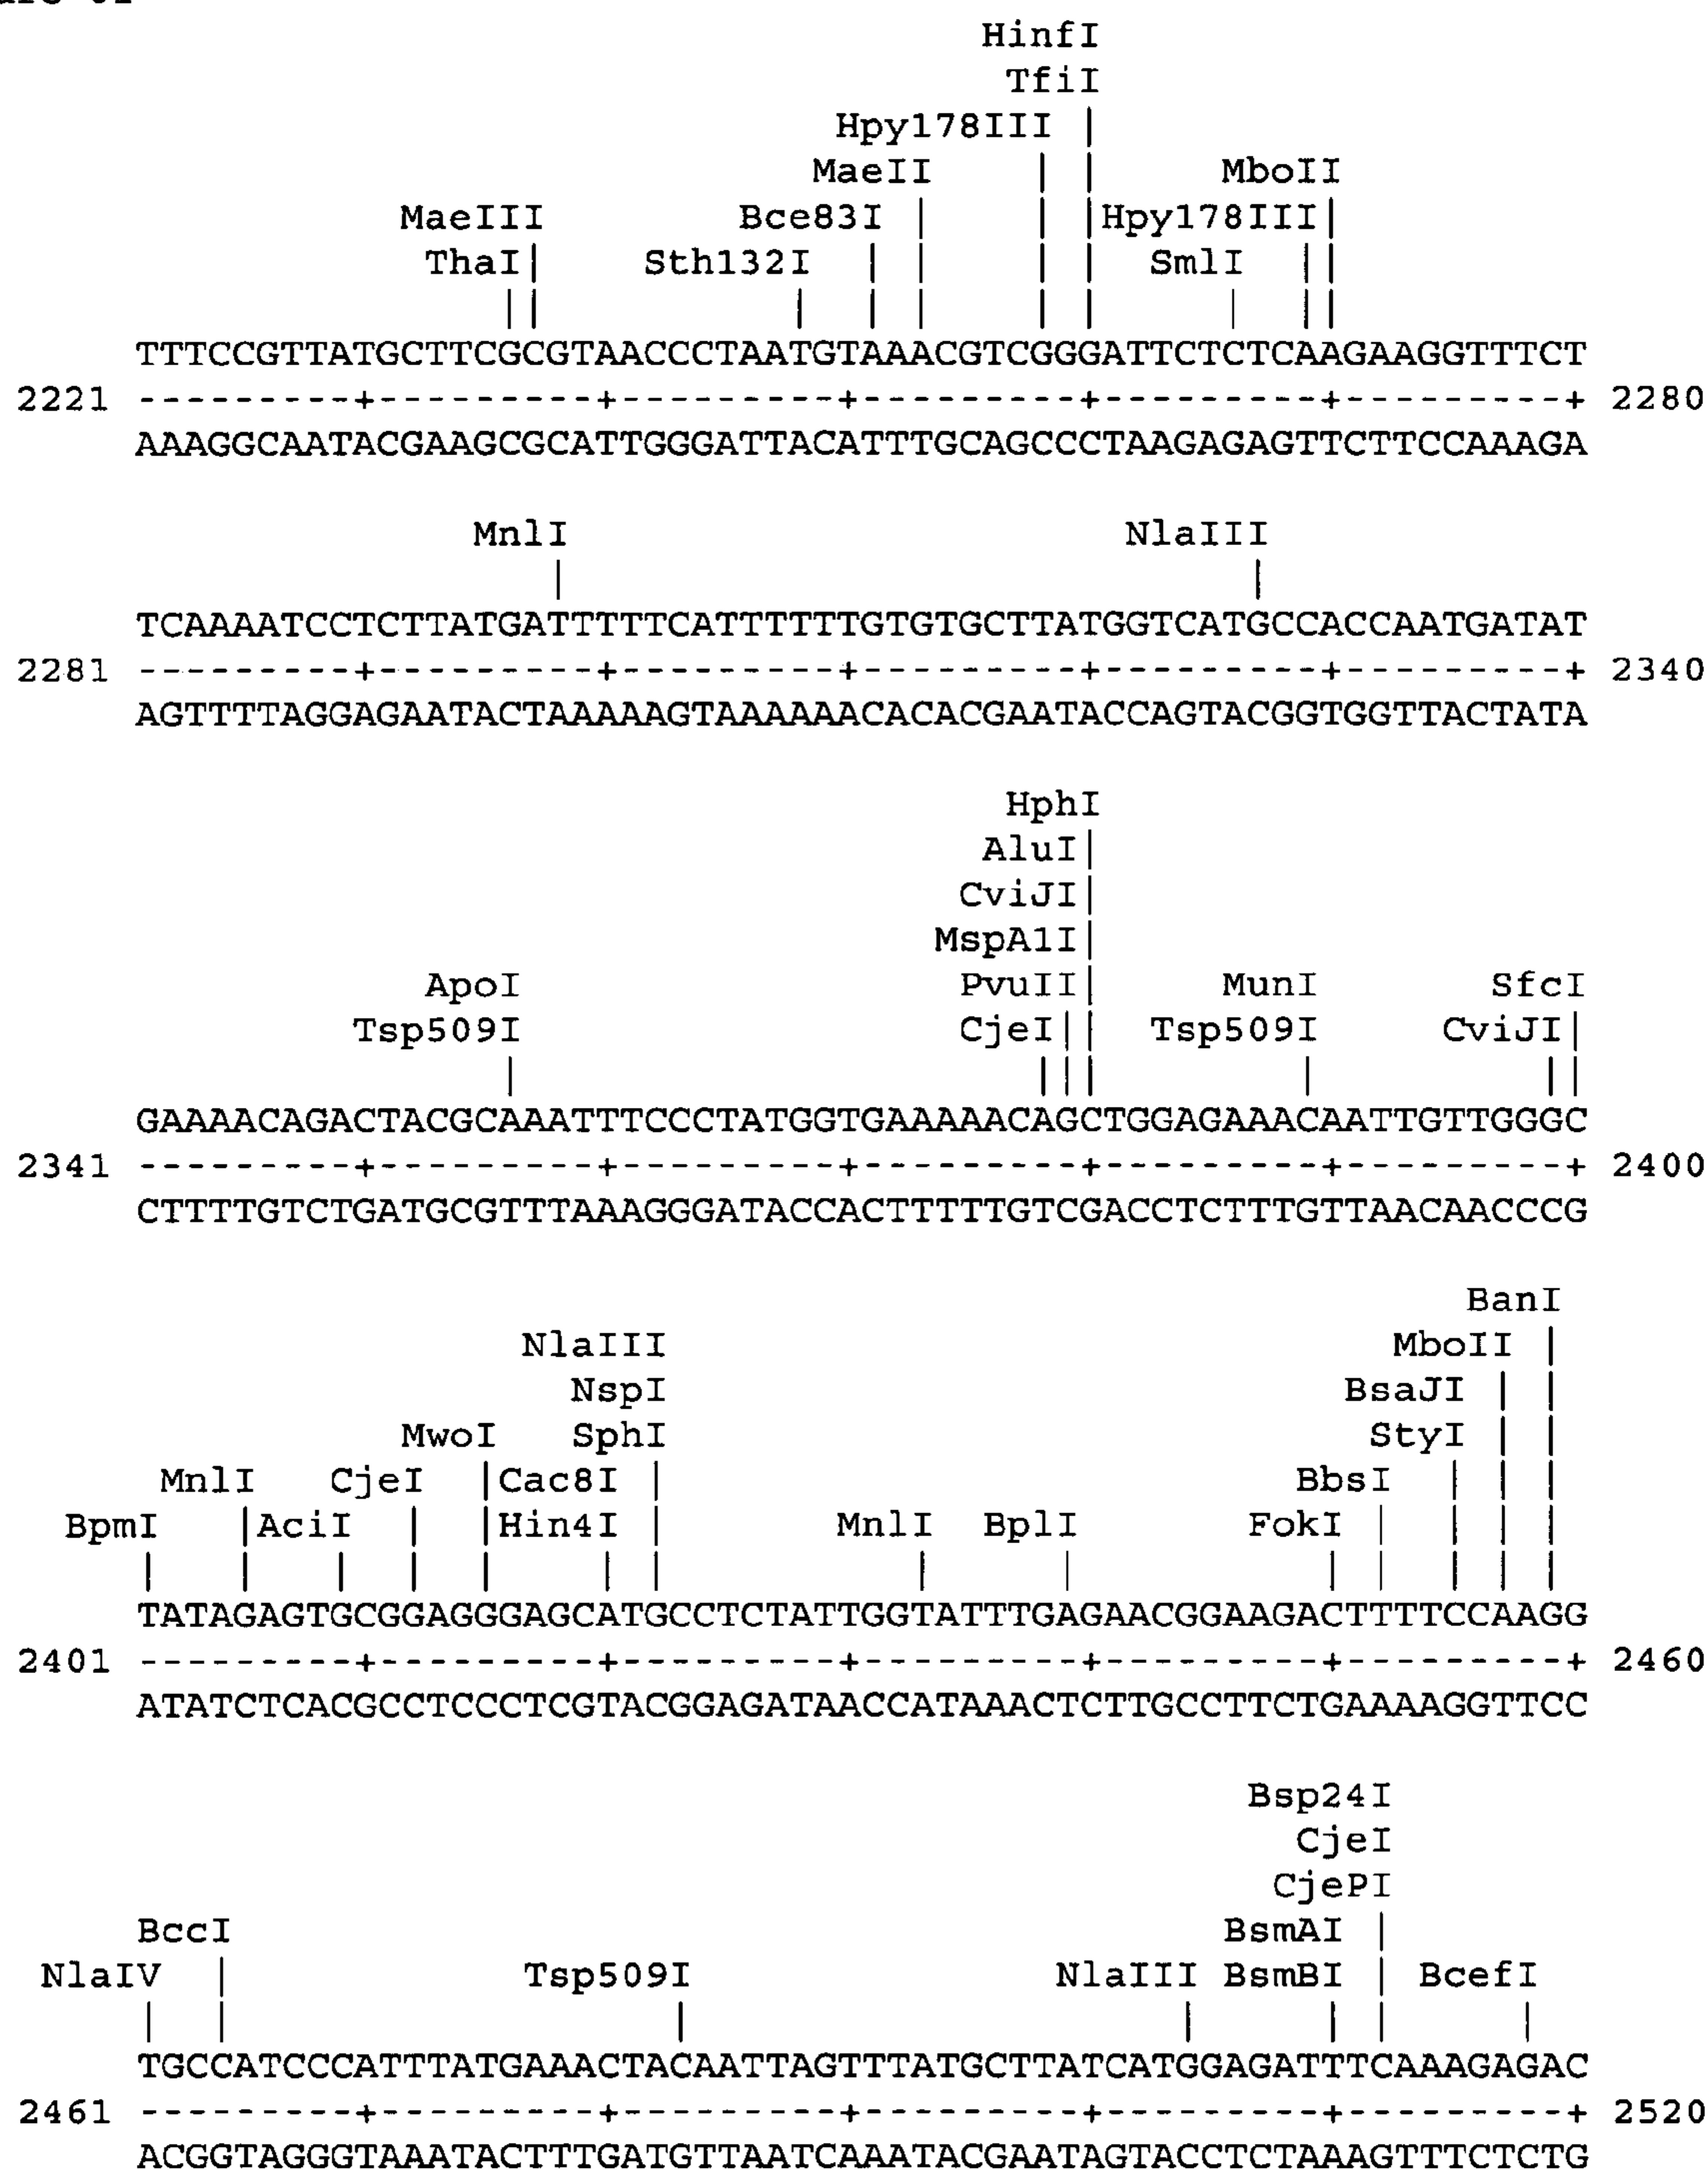 HinfI
TfiI
Hpy178III |
MaeII | | MboII
MaeIII Bce83I | | |Hpy178III|
ThaI| Sth132I | | | | SmlI ||
|| | | | | | | ||
TTTCCGTTATGCTTCGCGTAACCCTAATGTAAACGTCGGGATTCTCTCAAGAAGGTTTCT
2221 ---------+---------+---------+---------+---------+---------+ 2280
AAAGGCAATACGAAGCGCATTGGGATTACATTTGCAGCCCTAAGAGAGTTCTTCCAAAGA
MnlI NlaIII
| |
TCAAAATCCTCTTATGATTTTTCATTTTTTTGTGTGCTTATGGTCATGCCACCAATGATAT
2281 ---------+---------+---------+---------+---------+---------+ 2340
AGTTTTAGGAGAATACTAAAAAGTAAAAAACACACGAATACCAGTACGGTGGTTACTATA
HphI
AluI|
CviJI|
MspA1I|
ApoI PvuII| MunI SfcI
Tsp509I CjeI|| Tsp509I CviJI|
| ||| | ||
GAAAACAGACTACGCAAATTTCCCTATGGTGAAAAACAGCTGGAGAAACAATTGTTGGGC
2341 ---------+---------+---------+---------+---------+---------+ 2400
CTTTTGTCTGATGCGTTTAAAGGGATACCACTTTTTGTCGACCTCTTTGTTAACAACCCG
BanI
NlaIII MboII |
NspI BsaJI | |
MwoI SphI StyI | |
MnlI CjeI |Cac8I | BbsI | | |
BpmI |AciI | |Hin4I | MnlI BplI FokI | | | |
| | | | | | | | | | | | | |
TATAGAGTGCGGAGGGAGCATGCCTCTATTGGTATTTGAGAACGGAAGACTTTTCCAAGG
2401 ---------+---------+---------+---------+---------+---------+ 2460
ATATCTCACGCCTCCCTCGTACGGAGATAACCATAAACTCTTGCCTTCTGAAAAGGTTCC
Bsp24I
CjeI
CjePI
BccI BsmAI |
NlaIV | Tsp509I NlaIII BsmBI | BcefI
| | | | | | |
TGCCATCCCATTTATGAAACTACAATTAGTTTATGCTTATCATGGAGATTTCAAAGAGAC
2461 ---------+---------+---------+---------+---------+---------+ 2520
ACGGTAGGGTAAATACTTTGATGTTAATCAAATACGAATAGTACCTCTAAAGTTTCTCTG